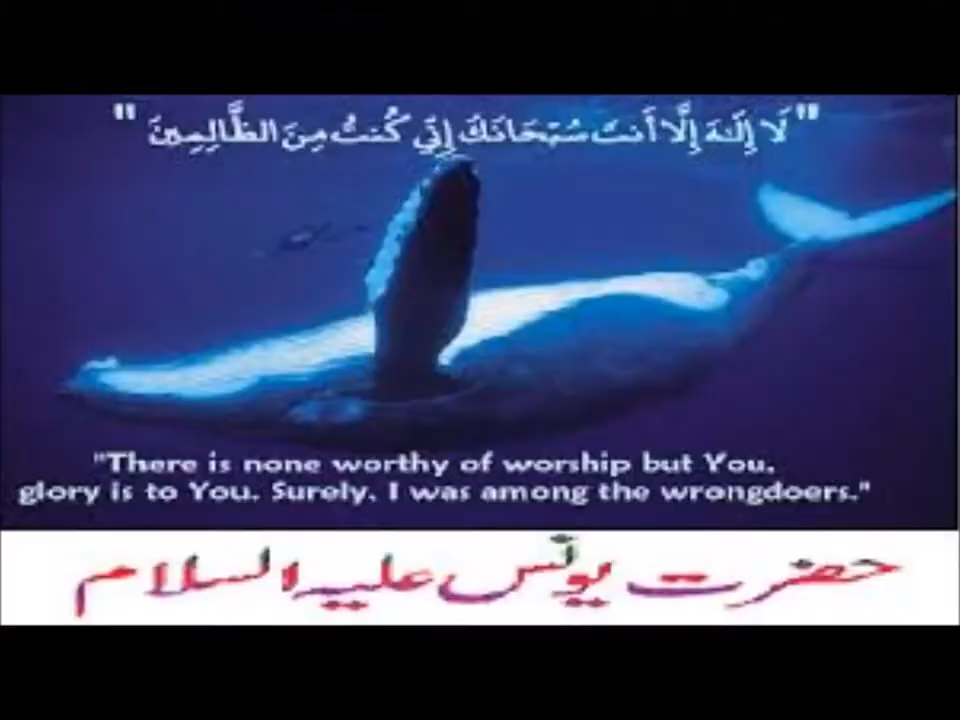 "لَا إِلَـٰهَ إِلَّا أَنتَ سُبْحَانَكَ إِنِّي كُنتُ مِنَ الظَّالِمِينَ"
"There is none worthy of worship but You,
glory is to You. Surely, I was among the wrongdoers."
حضرت یونس علیہ السلام